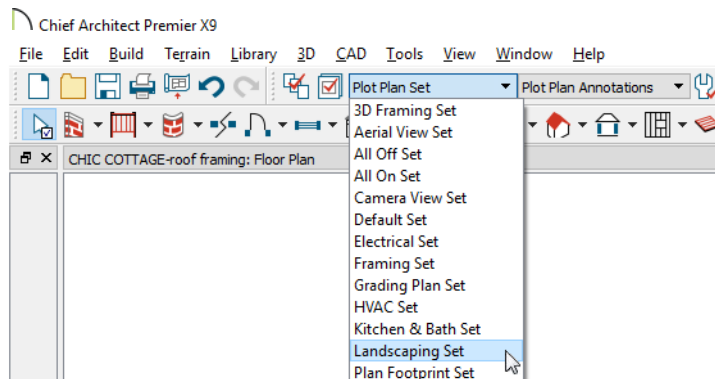 Chief Architect Premier X9
File Edit Build Terrain Library 3D CAD Tools View Window Help
Plot Plan Set Plot Plan Annotations
3D Framing Set
Aerial View Set
All Off Set
All On Set
Camera View Set
Default Set
Electrical Set
Framing Set
Grading Plan Set
HVAC Set
Kitchen & Bath Set
Landscaping Set
Plan Footprint Set
CHIC COTTAGE-roof framing: Floor Plan